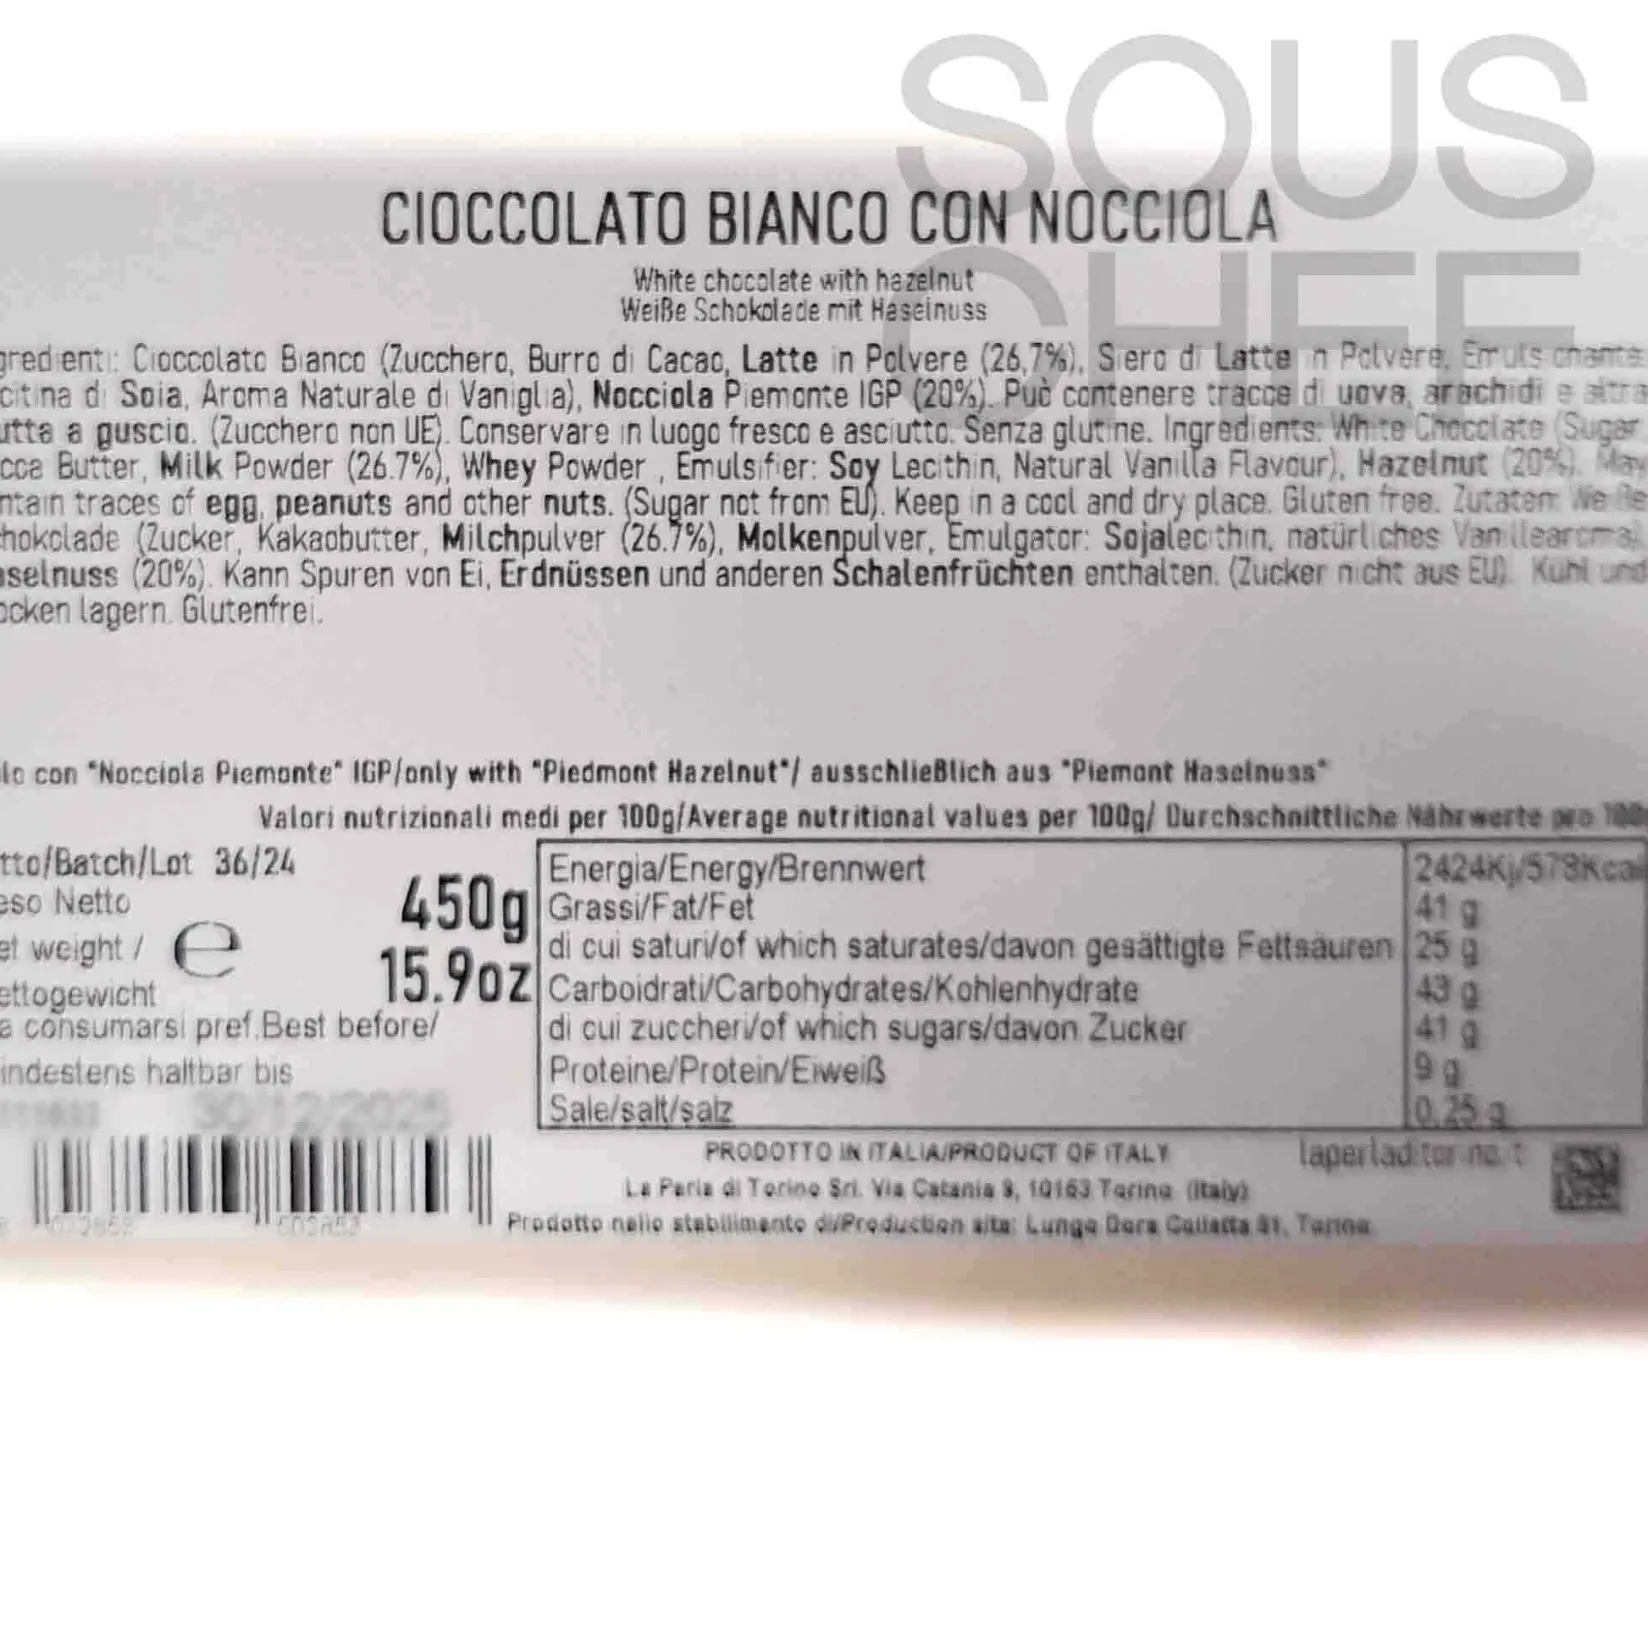 SOUS
CHEF
CIOCCOLATO BIANCO CON NOCCIOLA
White chocolate with hazelnut
Weiße Schokolade mit Haselnuss
gredienti: Cioccolato Bianco (Zucchero, Burro di Cacao, Latte in Polvere (26,7%), Siero di Latte in Polvere, Emulsionante
citina di Soia, Aroma Naturale di Vaniglia), Nocciola Piemonte IGP (20%). Può contenere tracce di uova, arachidi e altra
utta a guscio. (Zucchero non UE). Conservare in luogo fresco e asciutto. Senza glutine. Ingredients: White Chocolate (Sugar
coa Butter, Milk Powder (26.7%), Whey Powder , Emulsifier: Soy Lecithin, Natural Vanilla Flavour), Hazelnut (20%). May
ntain traces of egg, peanuts and other nuts. (Sugar not from EU). Keep in a cool and dry place. Gluten free. Zutaten: Weiße
hokolade (Zucker, Kakaobutter, Milchpulver (26.7%), Molkenpulver, Emulgator: Sojalecithin, natürliches Vanillearoma),
aselnuss (20%). Kann Spuren von Ei, Erdnüssen und anderen Schalenfrüchten enthalten. (Zucker nicht aus EU). Kühl und
ocken lagern. Glutenfrei.
lo con "Nocciola Piemonte" IGP/only with "Piedmont Hazelnut"/ ausschließlich aus "Piemont Haselnuss"
Valori nutrizionali medi per 100g/Average nutritional values per 100g/ Durchschnittliche Nährwerte pro 100
tto/Batch/Lot 36/24
eso Netto
et weight / e
ettogewicht
450g
15.9oz
a consumarsi pref.Best before/
indestens haltbar bis
30/12/2025
Energia/Energy/Brennwert 2424Kj/578Kcal
Grassi/Fat/Fet 41 g
di cui saturi/of which saturates/davon gesättigte Fettsäuren 25 g
Carboidrati/Carbohydrates/Kohlenhydrate 43 g
di cui zuccheri/of which sugars/davon Zucker 41 g
Proteine/Protein/Eiweiß 9 g
Sale/salt/salz 0.25 g
PRODOTTO IN ITALIA/PRODUCT OF ITALY
laperladitorino.it
La Perla di Torino Srl. Via Catania 9, 10153 Torino (Italy)
Prodotto nello stabilimento di/Production site: Lungo Dora Colletta 81, Torino